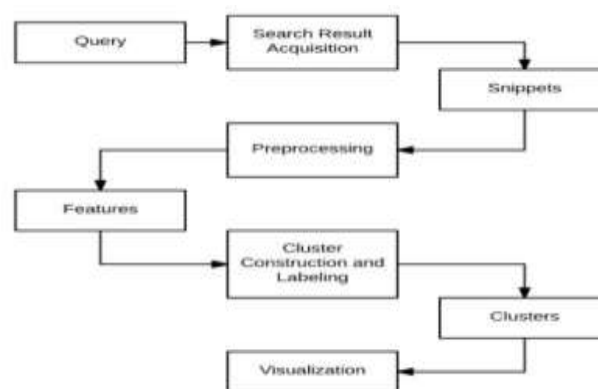 Query
Search Result
Acquisition
Snippets
Preprocessing
Features
Cluster
Construction and
Labeling
Clusters
Visualization